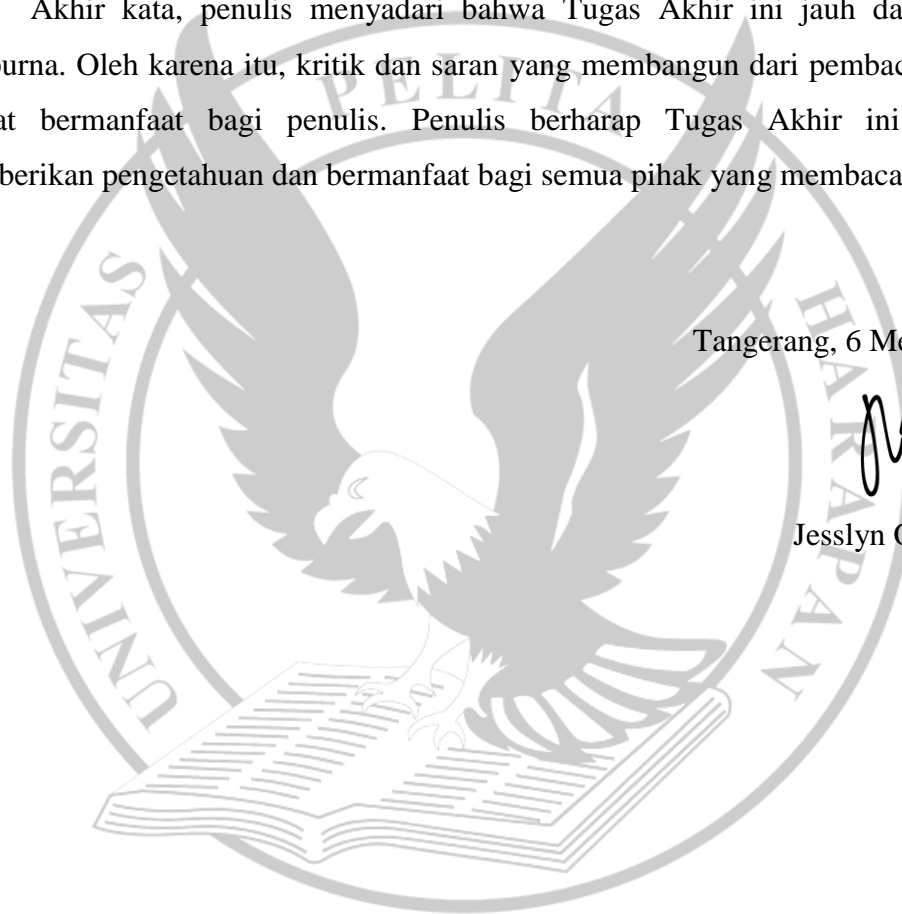 Akhir kata, penulis menyadari bahwa Tugas Akhir ini jauh da
urna. Oleh karena itu, kritik dan saran yang membangun dari pembac
at bermanfaat bagi penulis. Penulis berharap Tugas Akhir ini
berikan pengetahuan dan bermanfaat bagi semua pihak yang membaca
Tangerang, 6 Me
Jesslyn
UNIVERSITAS PELITA HARAPAN